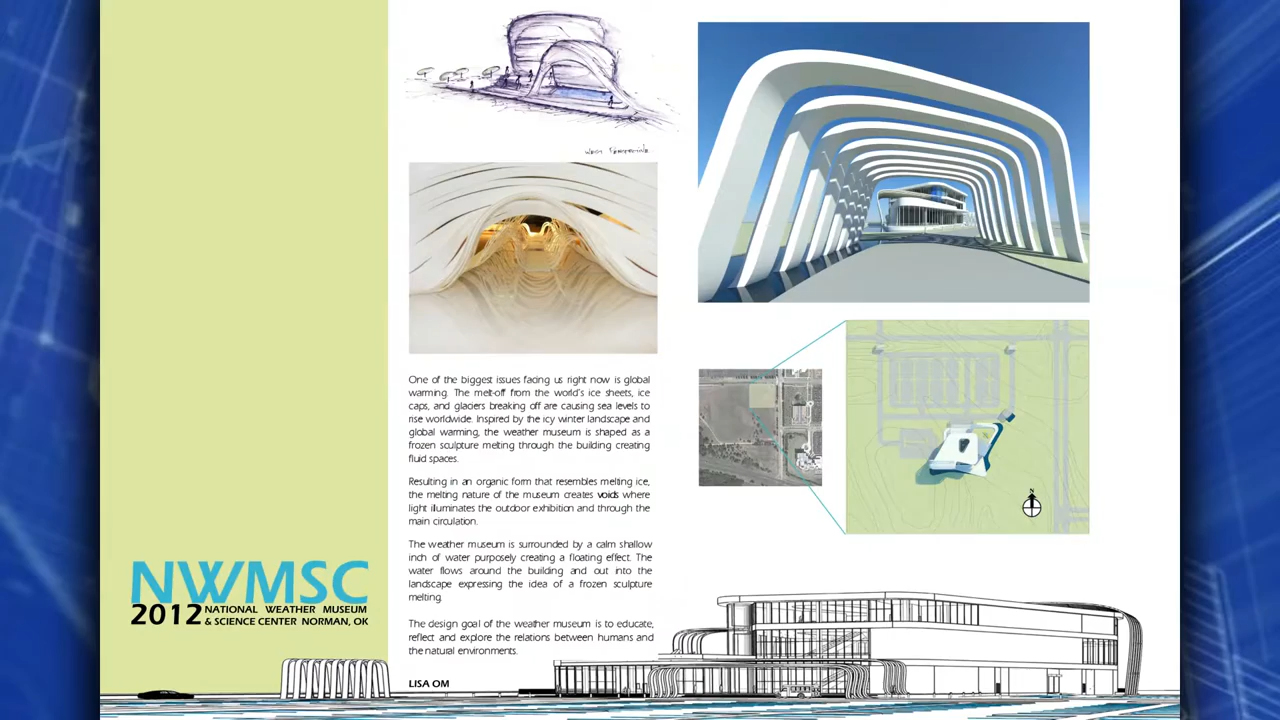 One of the biggest issues facing us right now is global
warming. The melt-off from the world's ice sheets, ice
caps, and glaciers breaking off are causing sea levels to
rise worldwide. Inspired by the icy winter landscape and
global warming, the weather museum is shaped as a
frozen sculpture melting through the building creating
fluid spaces.
Resulting in an organic form that resembles melting ice,
the melting nature of the museum creates voids where
light illuminates the outdoor exhibition and through the
main circulation.
The weather museum is surrounded by a calm shallow
inch of water purposely creating a floating effect. The
water flows around the building and out into the
landscape expressing the idea of a frozen sculpture
melting.
The design goal of the weather museum is to educate,
reflect and explore the relations between humans and
the natural environments.
LISA OM
NWMSC
2012 NATIONAL WEATHER MUSEUM
& SCIENCE CENTER NORMAN, OK
N